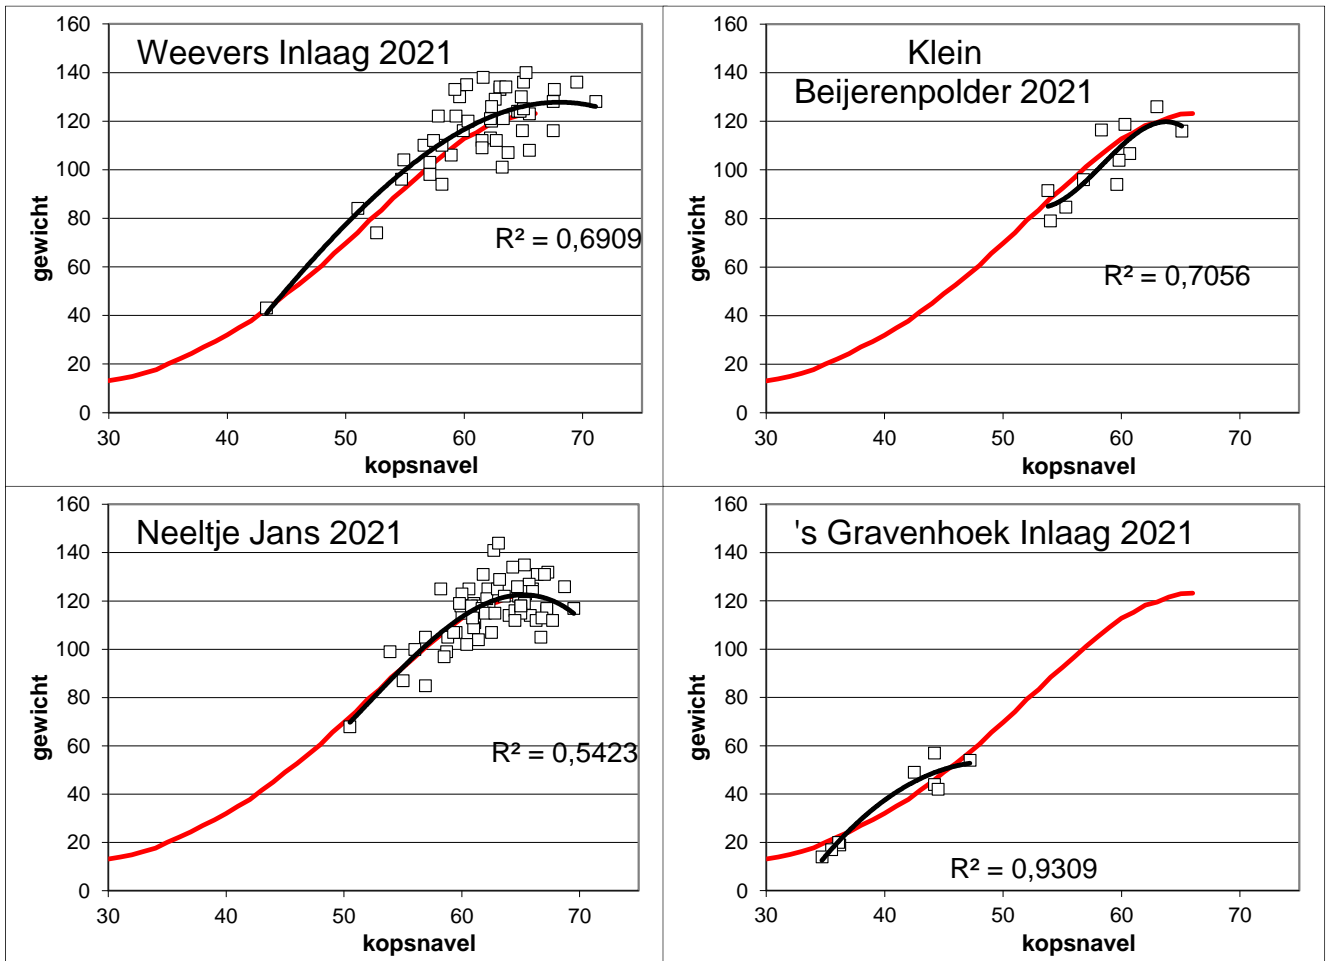 Weevers Inlaag 2021
160
140
120
100
80
60
40
20
0
30 40 50 60 70
gewicht
kopsnavel
R² = 0,6909
Klein
Beijerenpolder 2021
160
140
120
100
80
60
40
20
0
30 40 50 60 70
gewicht
kopsnavel
R² = 0,7056
Neeltje Jans 2021
160
140
120
100
80
60
40
20
0
30 40 50 60 70
gewicht
kopsnavel
R² = 0,5423
's Gravenhoek Inlaag 2021
160
140
120
100
80
60
40
20
0
30 40 50 60 70
gewicht
kopsnavel
R² = 0,9309